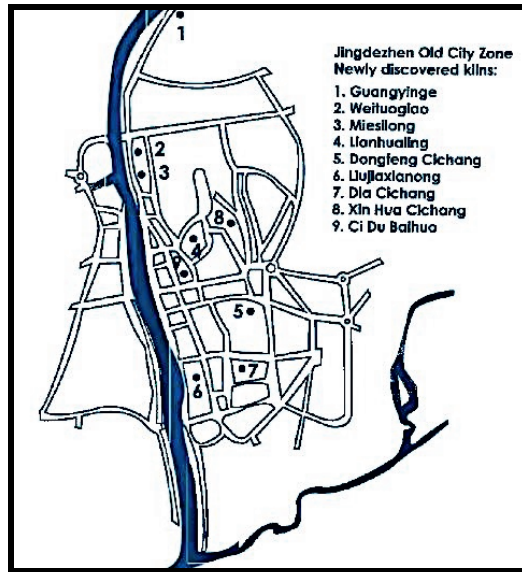 Jingdezhen Old City Zone
Newly discovered kilns:
1. Guangyinge
2. Weituoqiao
3. Miesilong
4. Lianhualing
5. Dongfeng Cichang
6. Liujiaxianong
7. Dia Cichang
8. Xin Hua Cichang
9. Ci Du Baihuo
1
2
3
8
4
9
5
7
6